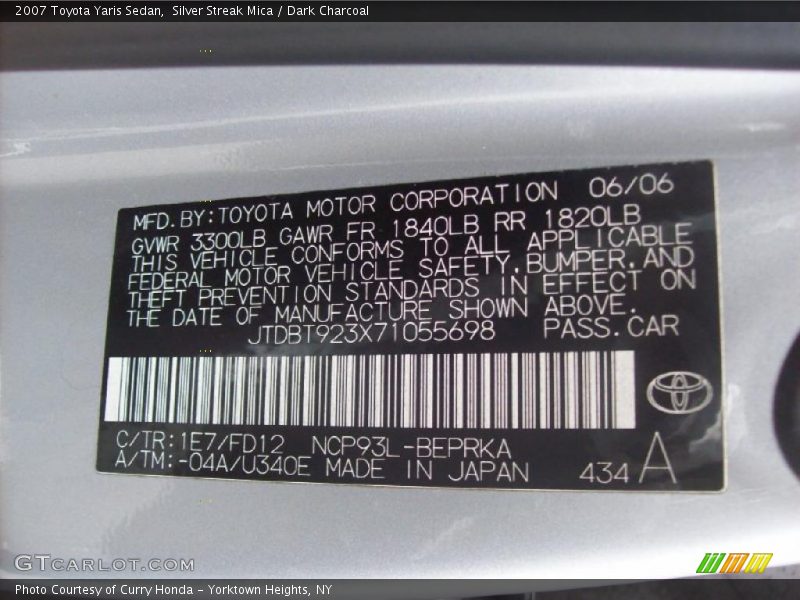 2007 Toyota Yaris Sedan,  Silver Streak Mica / Dark Charcoal
MFD.BY:TOYOTA MOTOR CORPORATION 06/06
GVWR 3300LB GAWR FR 1840LB RR 1820LB
THIS VEHICLE CONFORMS TO ALL APPLICABLE
FEDERAL MOTOR VEHICLE SAFETY,BUMPER,AND
THEFT PREVENTION STANDARDS IN EFFECT ON
THE DATE OF MANUFACTURE SHOWN ABOVE.
JTDBT923X71055698 PASS.CAR
C/TR:1E7/FD12 NCP93L-BEPRKA
A/TM:-04A/U340E MADE IN JAPAN 434 A
GTCARLOT.COM
Photo Courtesy of Curry Honda - Yorktown Heights, NY